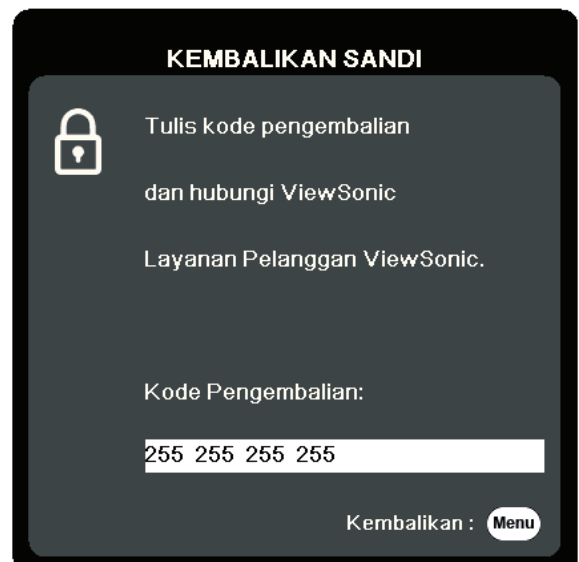 KEMBALIKAN SANDI
Tulis kode pengembalian
dan hubungi ViewSonic
Layanan Pelanggan ViewSonic.
Kode Pengembalian:
255 255 255 255
Kembalikan : Menu